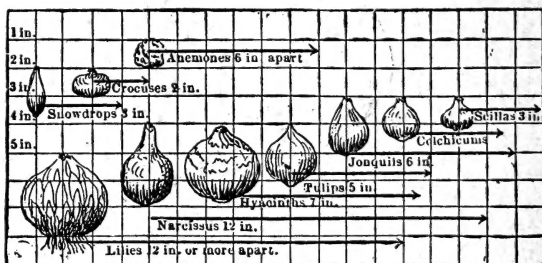 1 in.
Anemones 6 in. apart
2 in.
3 in.
Crocuses 2 in.
Snowdrops 3 in.
4 in.
Scillas 3 in.
Colchicums
5 in.
Jonquils 6 in.
Tulips 5 in.
Hyacinths 7 in.
Narcissus 12 in.
Lilies 12 in. or more apart.